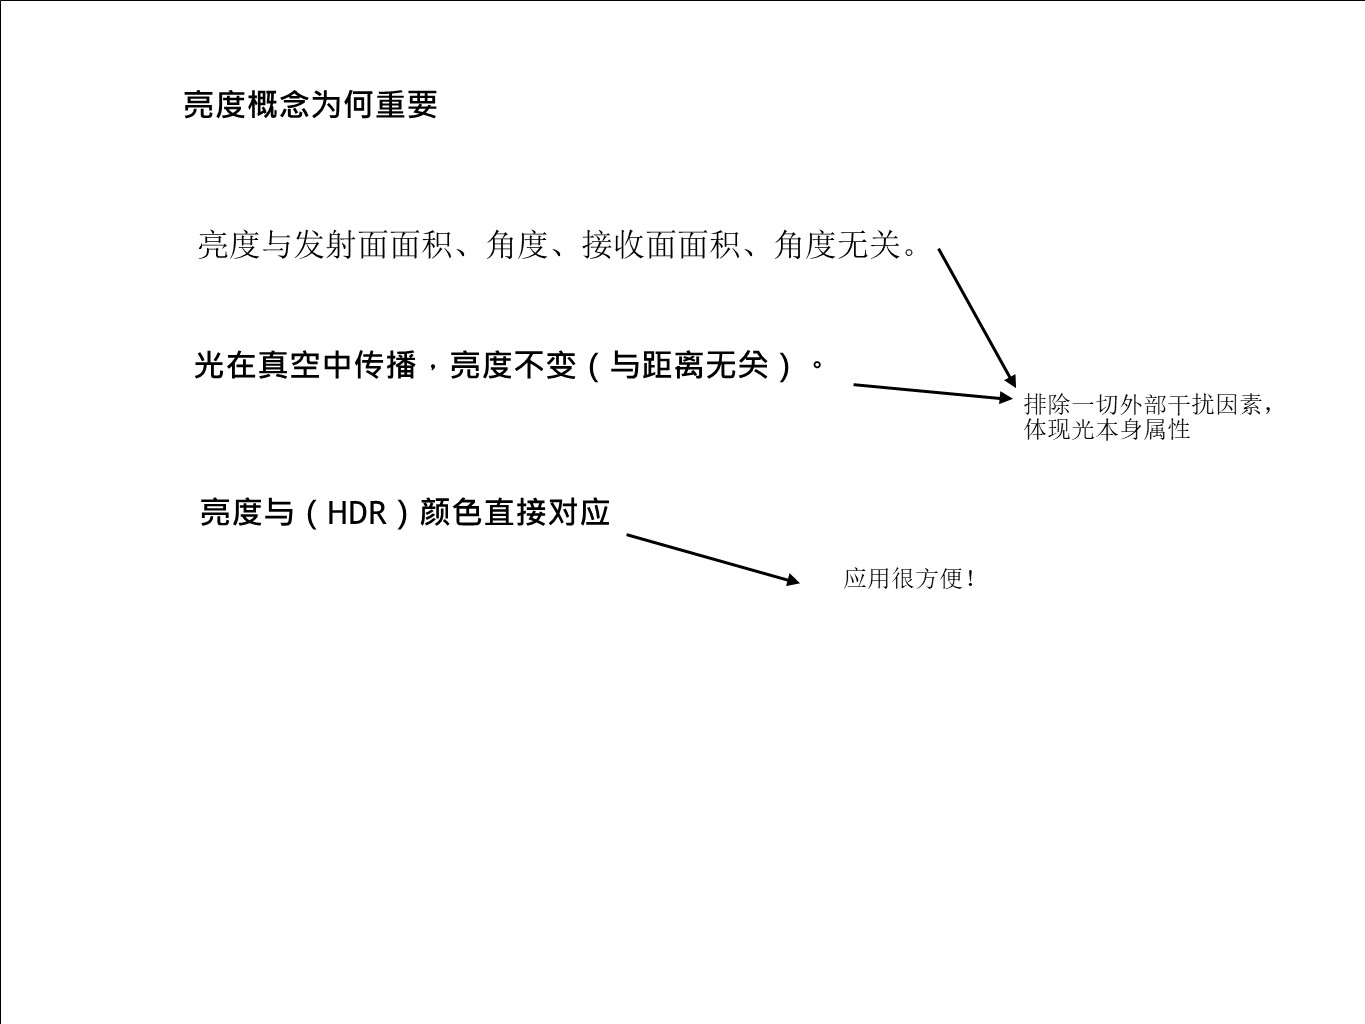 亮度概念为何重要
亮度与发射面面积、角度、接收面面积、角度无关。
光在真空中传播，亮度不变（与距离无关）。
排除一切外部干扰因素，
体现光本身属性
亮度与（HDR）颜色直接对应
应用很方便！